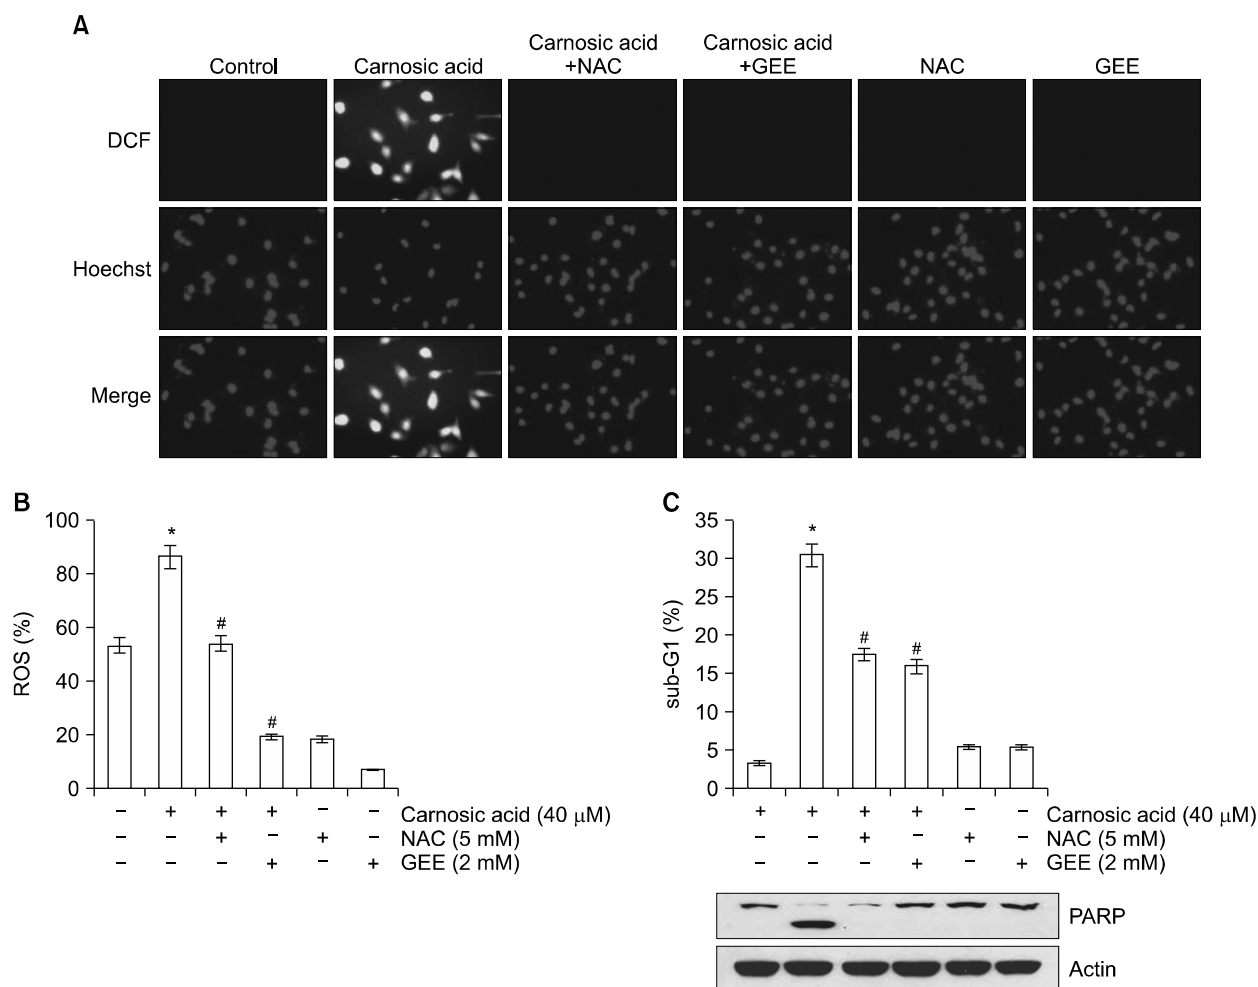 A
Control
Carnosic acid
Carnosic acid
+NAC
Carnosic acid
+GEE
NAC
GEE
DCF
Hoechst
Merge
B
100
80
60
40
20
0
ROS (%)
*
#
#
− + + + − − Carnosic acid (40 μM)
− − + − + − NAC (5 mM)
− − − + − + GEE (2 mM)
C
35
30
25
20
15
10
5
0
sub-G1 (%)
*
#
#
+ + + + − − Carnosic acid (40 μM)
− − + − + − NAC (5 mM)
− − − + − + GEE (2 mM)
PARP
Actin